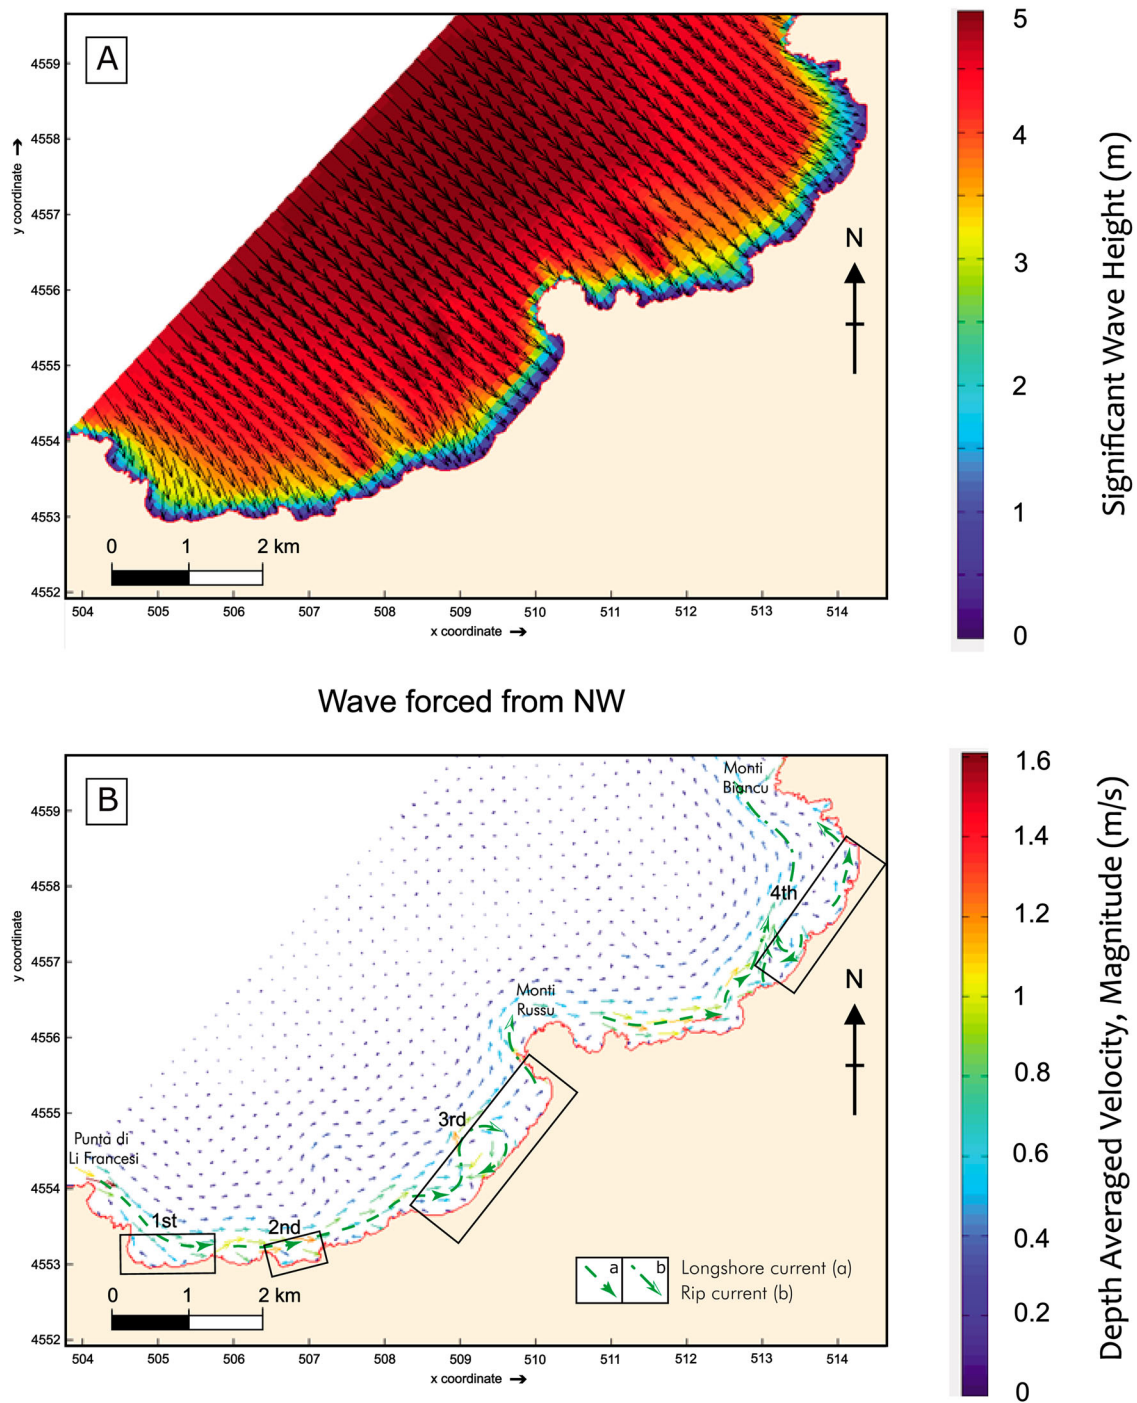 A
y coordinate
4559
4558
4557
4556
4555
4554
4553
4552
N
0 1 2 km
504 505 506 507 508 509 510 511 512 513 514
x coordinate
5
4
3
2
1
0
Significant Wave Height (m)
Wave forced from NW
B
y coordinate
4559
4558
4557
4556
4555
4554
4553
4552
Monti
Biancu
4th
N
Monti
Russu
3rd
Punta di
Li Francesi
1st
2nd
a b
Longshore current (a)
Rip current (b)
0 1 2 km
504 505 506 507 508 509 510 511 512 513 514
x coordinate
1.6
1.4
1.2
1
0.8
0.6
0.4
0.2
0
Depth Averaged Velocity, Magnitude (m/s)